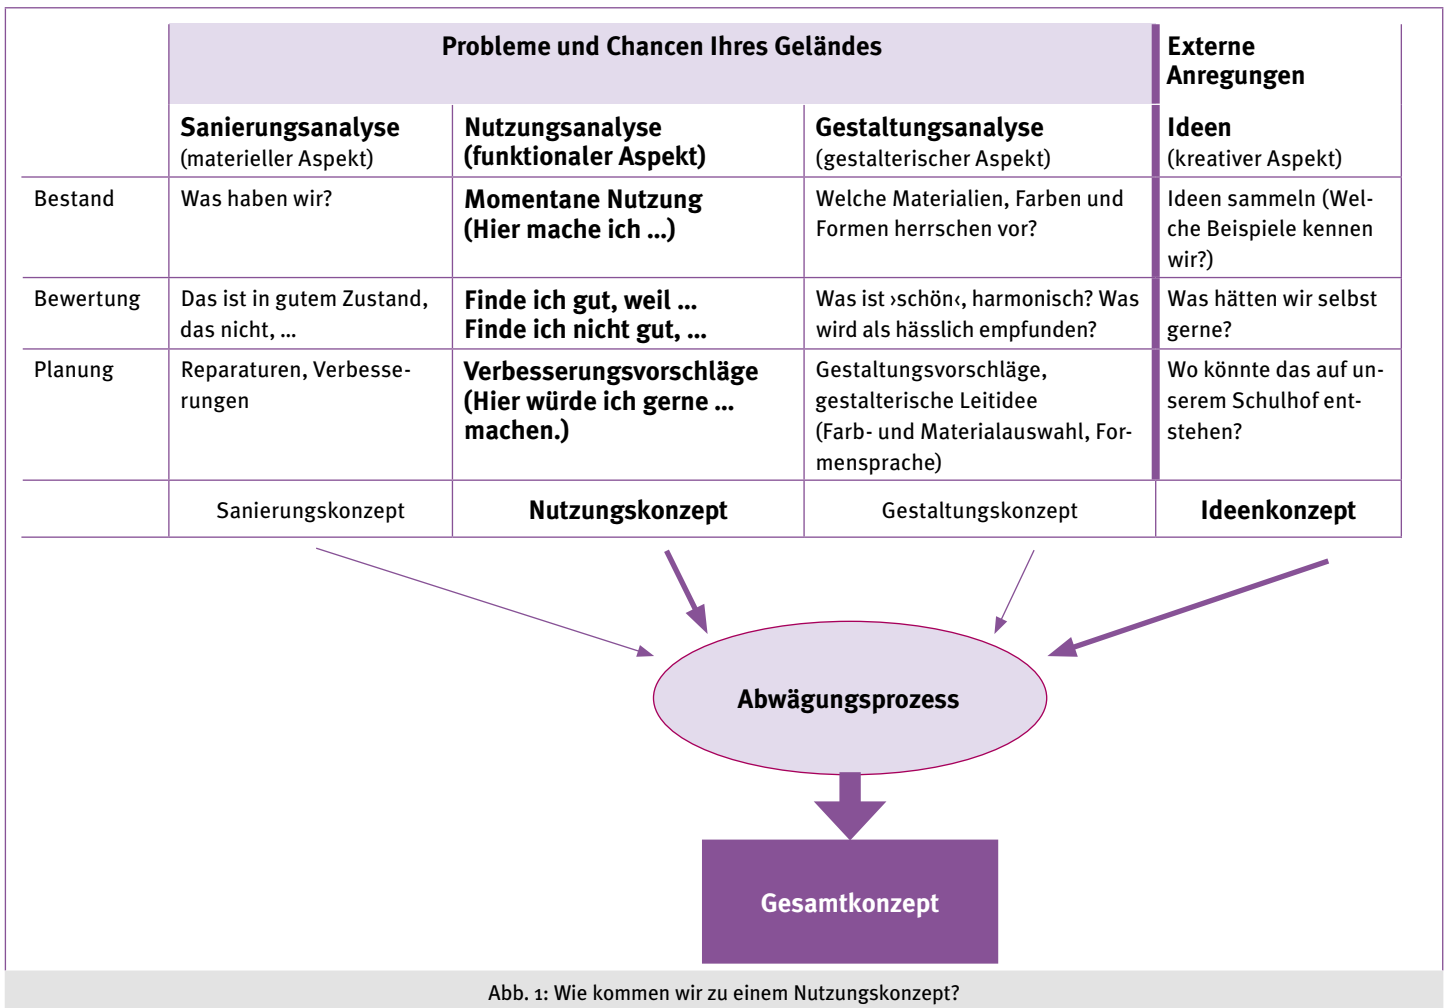 Probleme und Chancen Ihres Geländes
Externe
Anregungen
Sanierungsanalyse
(materieller Aspekt)
Nutzungsanalyse
(funktionaler Aspekt)
Gestaltungsanalyse
(gestalterischer Aspekt)
Ideen
(kreativer Aspekt)
Bestand
Was haben wir?
Momentane Nutzung
(Hier mache ich ...)
Welche Materialien, Farben und
Formen herrschen vor?
Ideen sammeln (Wel-
che Beispiele kennen
wir?)
Bewertung
Das ist in gutem Zustand,
das nicht, ...
Finde ich gut, weil ...
Finde ich nicht gut, ...
Was ist ›schön‹, harmonisch? Was
wird als hässlich empfunden?
Was hätten wir selbst
gerne?
Planung
Reparaturen, Verbesse-
rungen
Verbesserungsvorschläge
(Hier würde ich gerne ...
machen.)
Gestaltungsvorschläge,
gestalterische Leitidee
(Farb- und Materialauswahl, For-
mensprache)
Wo könnte das auf un-
serem Schulhof ent-
stehen?
Sanierungskonzept
Nutzungskonzept
Gestaltungskonzept
Ideenkonzept
Abwägungsprozess
Gesamtkonzept
Abb. 1: Wie kommen wir zu einem Nutzungskonzept?